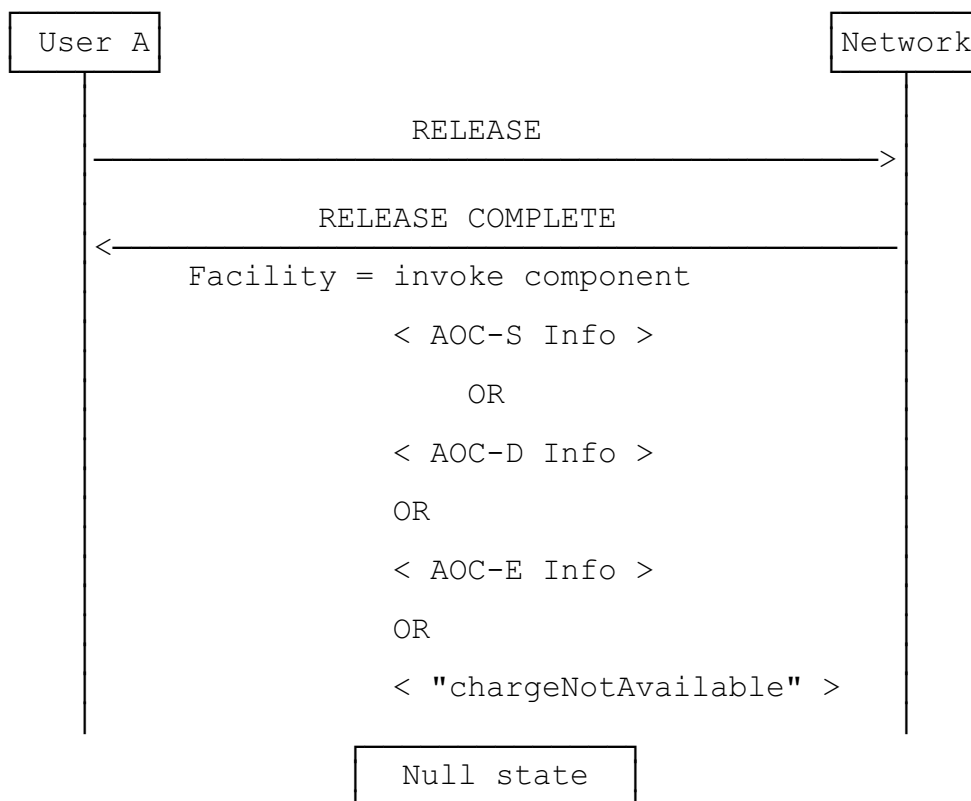 User A Network
RELEASE
>
RELEASE COMPLETE
<
Facility = invoke component
< AOC-S Info >
OR
< AOC-D Info >
OR
< AOC-E Info >
OR
< "chargeNotAvailable" >
Null state